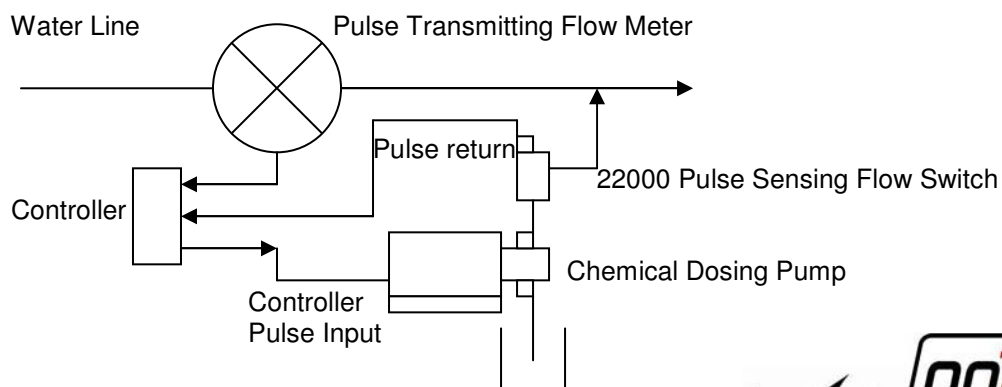 Water Line
Pulse Transmitting Flow Meter
Pulse return
22000 Pulse Sensing Flow Switch
Controller
Chemical Dosing Pump
Controller
Pulse Input